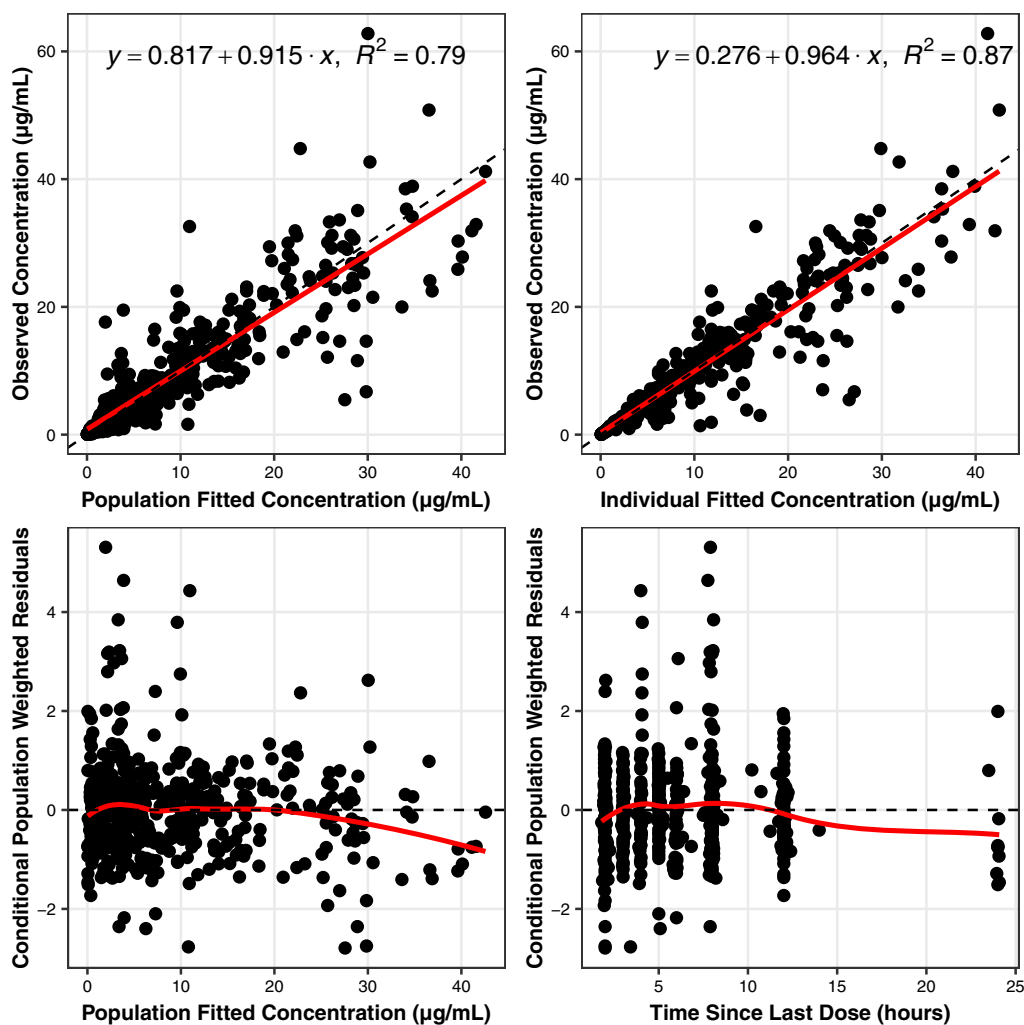 y = 0.817 + 0.915 · x, R² = 0.79
Observed Concentration (µg/mL)
60
40
20
0
0 10 20 30 40
Population Fitted Concentration (µg/mL)
y = 0.276 + 0.964 · x, R² = 0.87
Observed Concentration (µg/mL)
60
40
20
0
0 10 20 30 40
Individual Fitted Concentration (µg/mL)
Conditional Population Weighted Residuals
4
2
0
−2
0 10 20 30 40
Population Fitted Concentration (µg/mL)
Conditional Population Weighted Residuals
4
2
0
−2
5 10 15 20 25
Time Since Last Dose (hours)